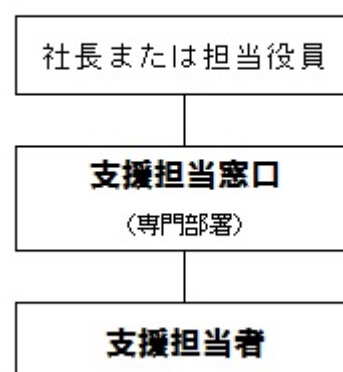 社長または担当役員
支援担当窓口
（専門部署）
支援担当者